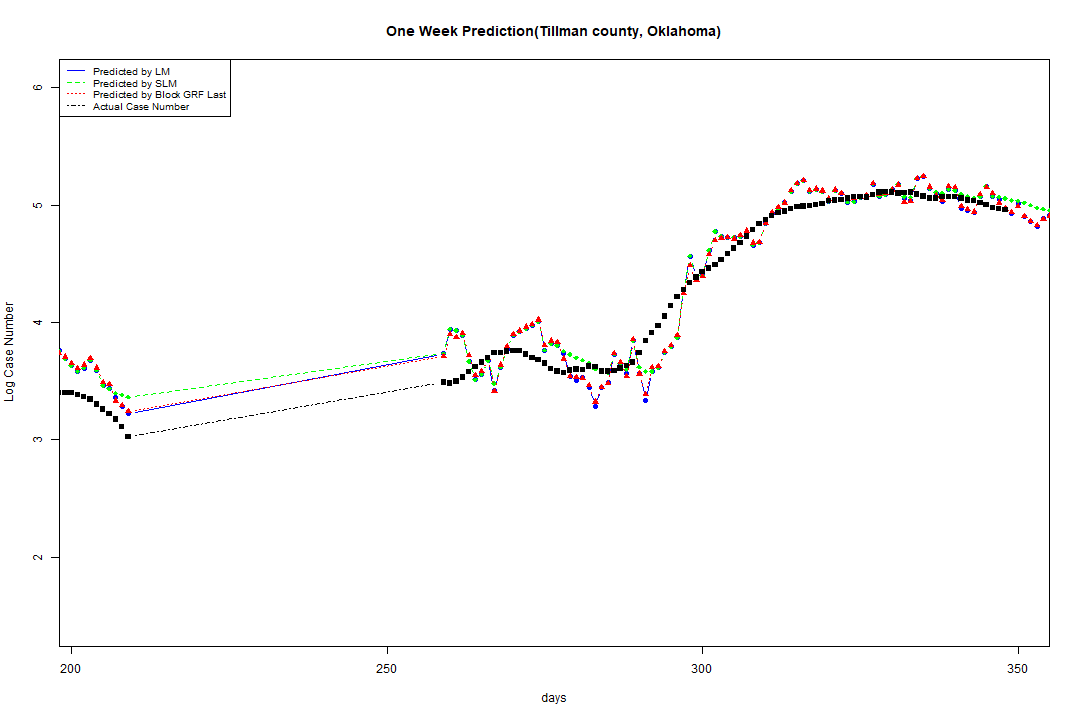 One Week Prediction(Tillman county, Oklahoma)
Predicted by LM
Predicted by SLM
Predicted by Block GRF Last
Actual Case Number
6
5
4
3
2
Log Case Number
200
250
300
350
days